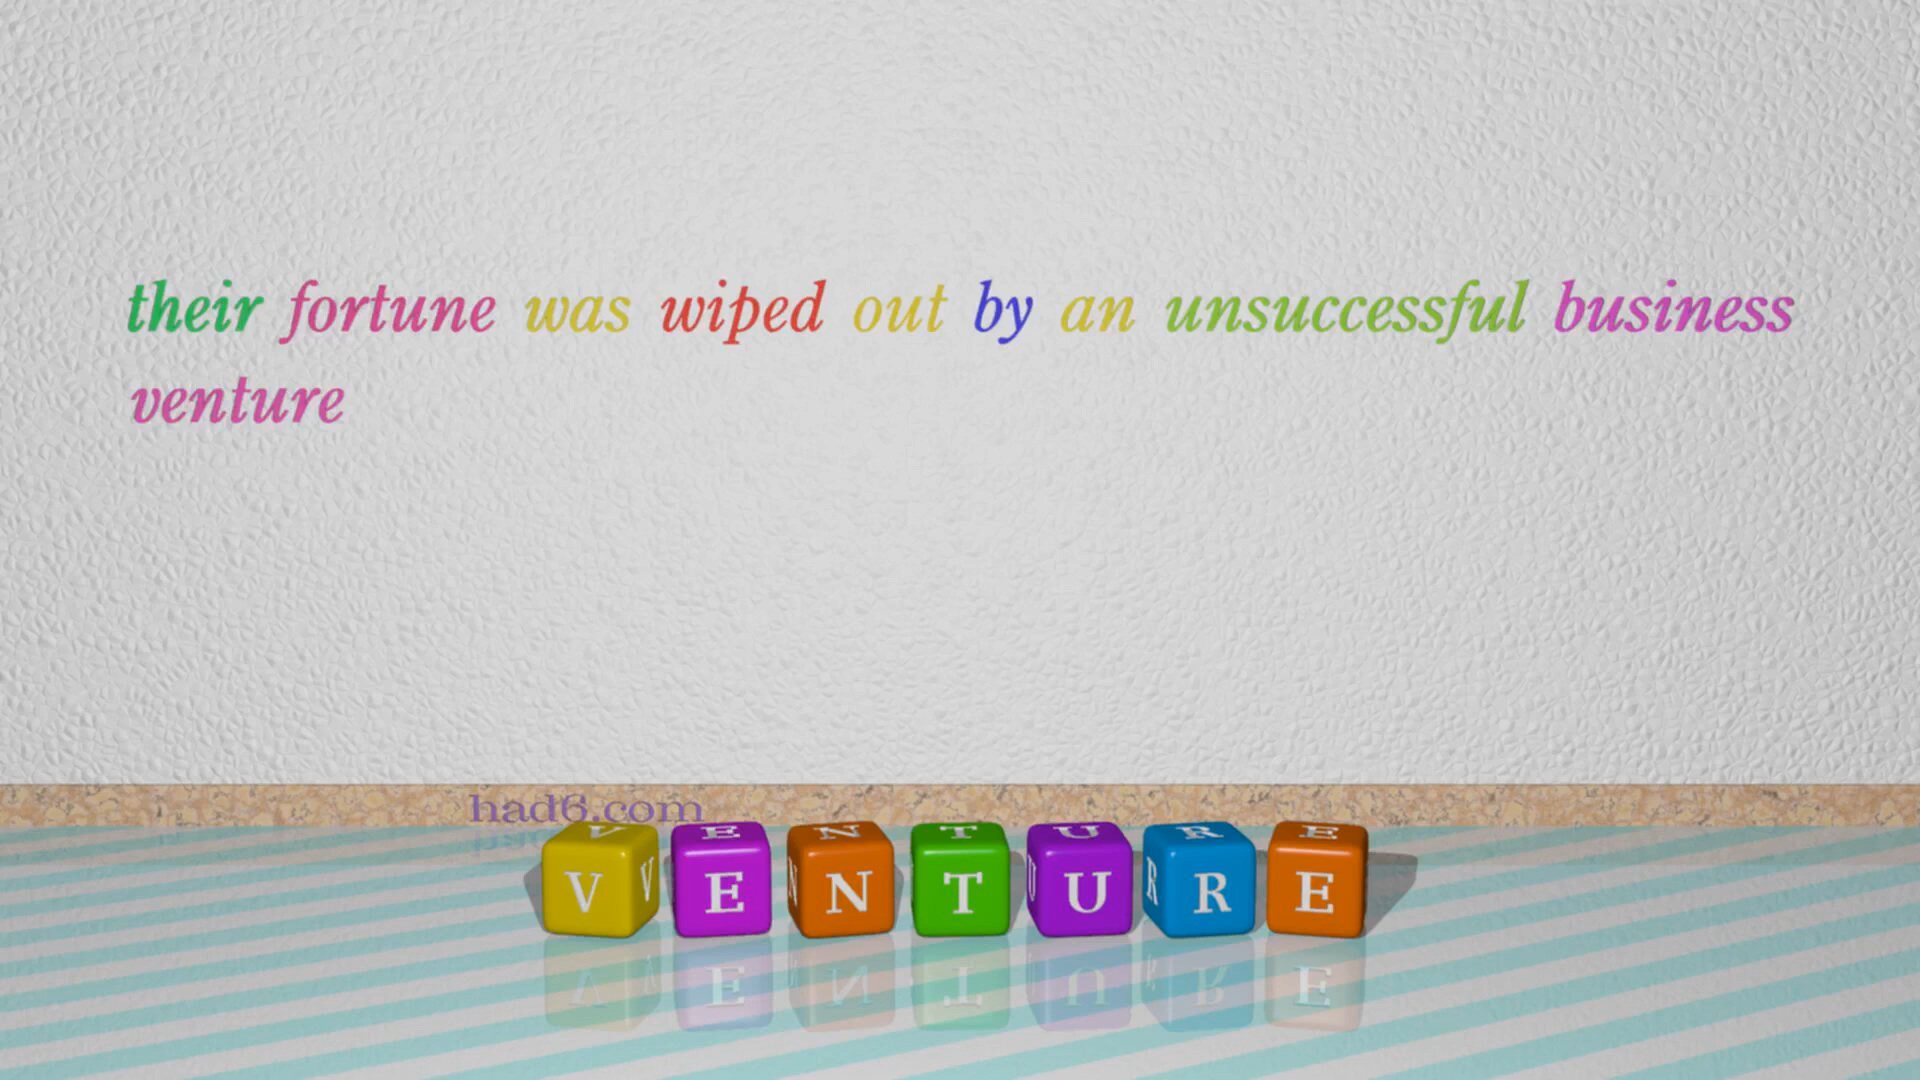 their fortune was wiped out by an unsuccessful business
venture
had6.com
VENTURE